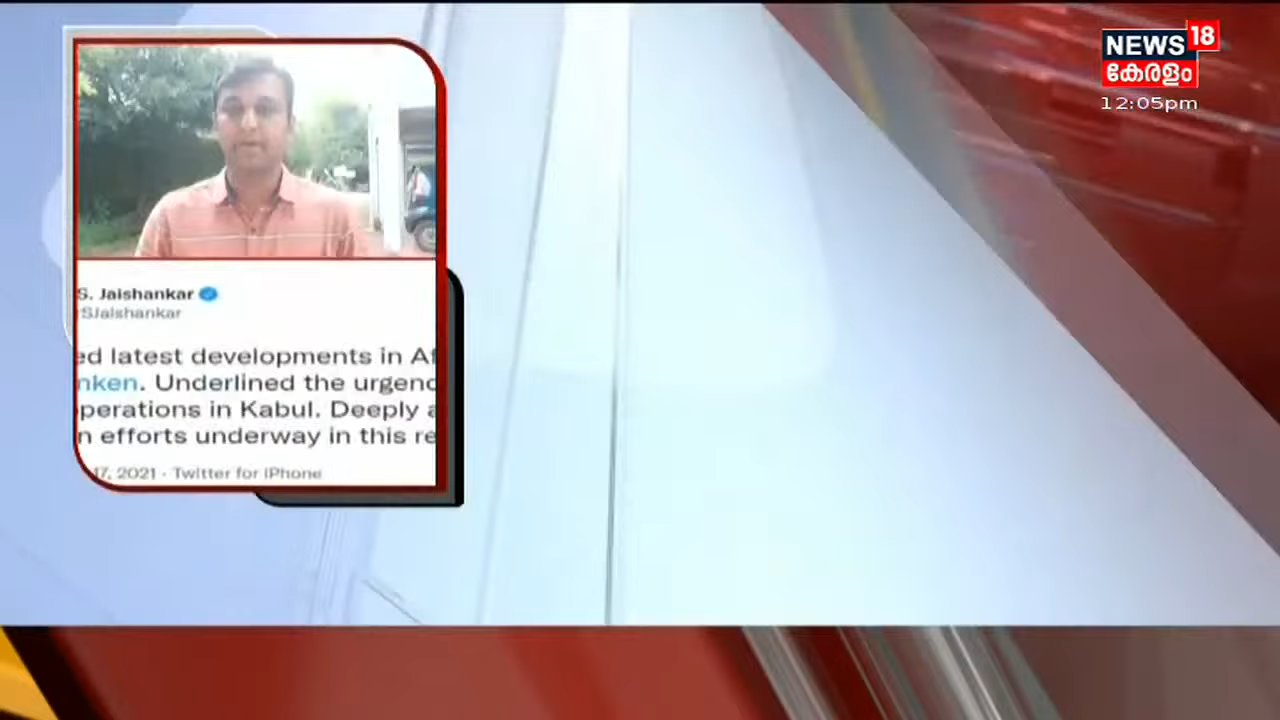 NEWS 18
കേരളം
12:05pm
S. Jaishankar
SJaishankar
ed latest developments in Af
nken. Underlined the urgenc
perations in Kabul. Deeply a
n efforts underway in this re
17, 2021 · Twitter for iPhone